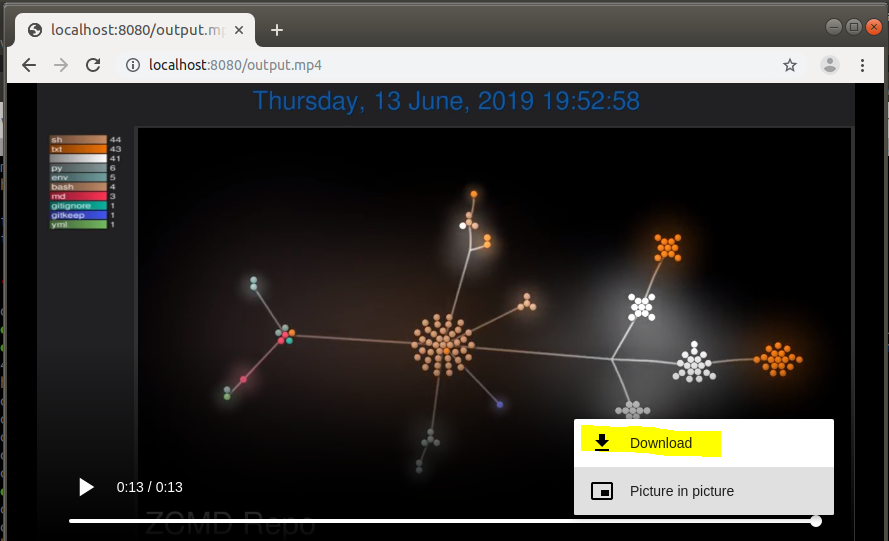 localhost:8080/output.mp
localhost:8080/output.mp4
Thursday, 13 June, 2019 19:52:58
sh 44
txt 43
41
py 6
env 5
bash 4
md 3
gitignore 1
gitkeep 1
yml 1
Download
0:13 / 0:13
Picture in picture
ZCMD Repo